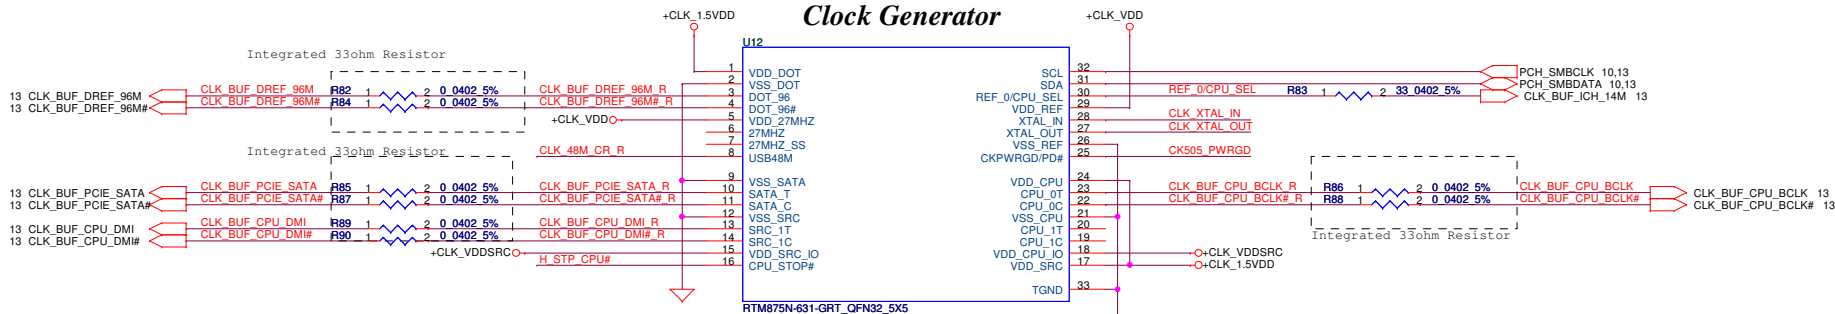 Clock Generator
+CLK_1.5VDD
+CLK_VDD
Integrated 33ohm Resistor
U12
13 CLK_BUF_DREF_96M CLK_BUF_DREF_96M R82 1 2 0_0402_5% CLK_BUF_DREF_96M_R
13 CLK_BUF_DREF_96M# CLK_BUF_DREF_96M# R84 1 2 0_0402_5% CLK_BUF_DREF_96M#_R
+CLK_VDD
CLK_48M_CR_R
Integrated 33ohm Resistor
13 CLK_BUF_PCIE_SATA CLK_BUF_PCIE_SATA R85 1 2 0_0402_5% CLK_BUF_PCIE_SATA_R
13 CLK_BUF_PCIE_SATA# CLK_BUF_PCIE_SATA# R87 1 2 0_0402_5% CLK_BUF_PCIE_SATA#_R
13 CLK_BUF_CPU_DMI CLK_BUF_CPU_DMI R89 1 2 0_0402_5% CLK_BUF_CPU_DMI_R
13 CLK_BUF_CPU_DMI# CLK_BUF_CPU_DMI# R90 1 2 0_0402_5% CLK_BUF_CPU_DMI#_R
+CLK_VDDSRC
H_STP_CPU#
1 VDD_DOT
2 VSS_DOT
3 DOT_96
4 DOT_96#
5 VDD_27MHZ
6 27MHZ
7 27MHZ_SS
8 USB48M
9 VSS_SATA
10 SATA_T
11 SATA_C
12 VSS_SRC
13 SRC_1T
14 SRC_1C
15 VDD_SRC_IO
16 CPU_STOP#
SCL 32
SDA 31
REF_0/CPU_SEL 30
VDD_REF 29
XTAL_IN 28
XTAL_OUT 27
VSS_REF 26
CKPWRGD/PD# 25
VDD_CPU 24
CPU_0T 23
CPU_0C 22
VSS_CPU 21
CPU_1T 20
CPU_1C 19
VDD_CPU_IO 18
VDD_SRC 17
TGND 33
RTM875N-631-GRT_QFN32_5X5
PCH_SMBCLK 10,13
PCH_SMBDATA 10,13
REF_0/CPU_SEL R83 1 2 33_0402_5% CLK_BUF_ICH_14M 13
CLK_XTAL_IN
CLK_XTAL_OUT
CK505_PWRGD
CLK_BUF_CPU_BCLK_R R86 1 2 0_0402_5% CLK_BUF_CPU_BCLK CLK_BUF_CPU_BCLK 13
CLK_BUF_CPU_BCLK#_R R88 1 2 0_0402_5% CLK_BUF_CPU_BCLK# CLK_BUF_CPU_BCLK# 13
Integrated 33ohm Resistor
+CLK_VDDSRC
+CLK_1.5VDD